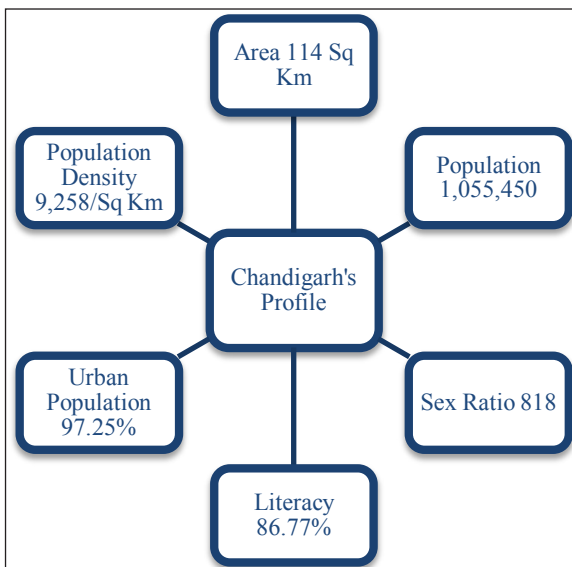 Area 114 Sq
Km
Population
Density
9,258/Sq Km
Population
1,055,450
Chandigarh's
Profile
Urban
Population
97.25%
Sex Ratio 818
Literacy
86.77%